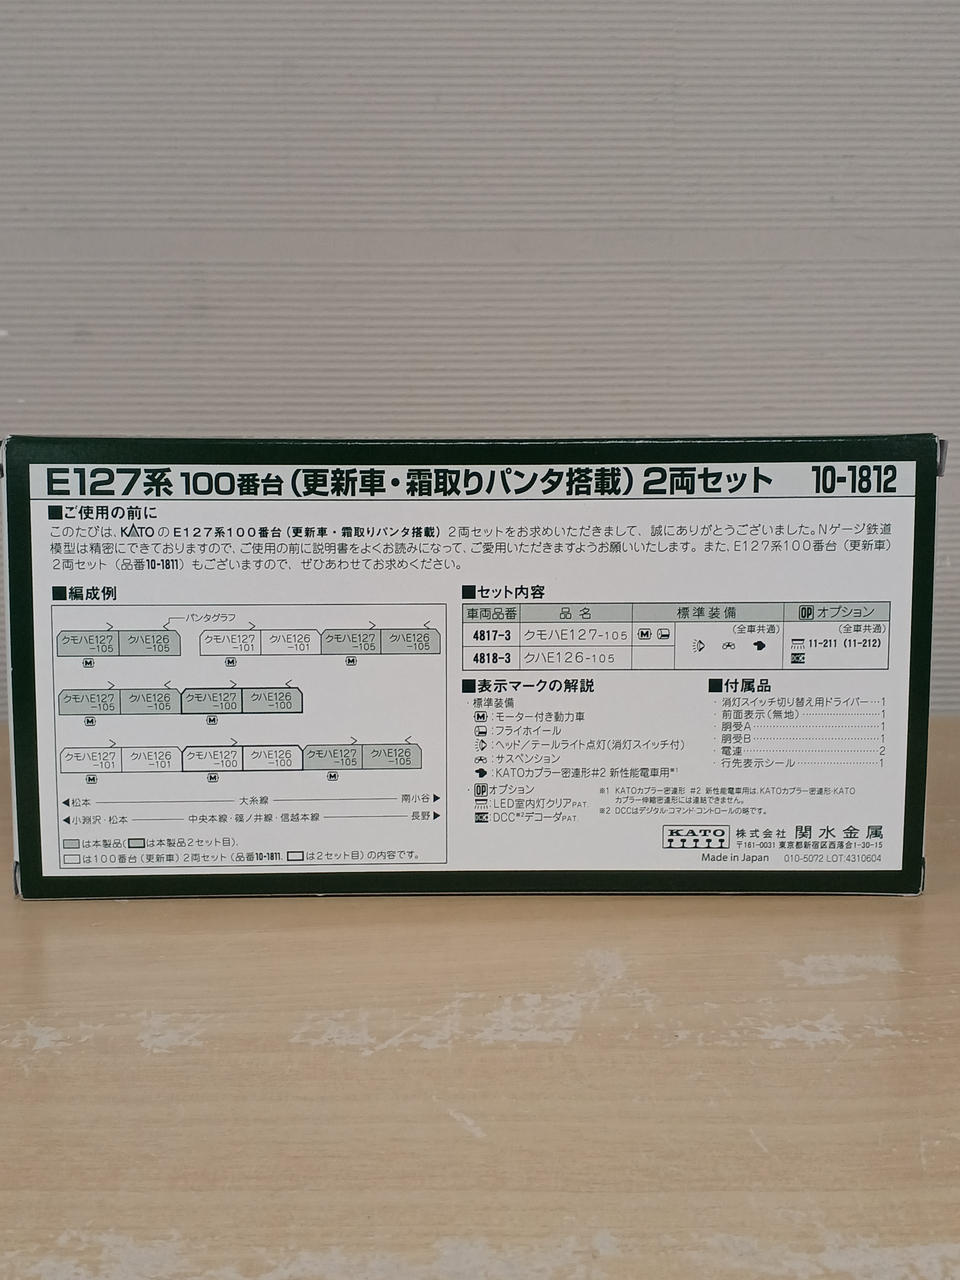 E127系 100番台(更新車・霜取りパンタ搭載)2両セット 10-1812
■ご使用の前に
このたびは、KATOのE127系100番台(更新車・霜取りパンタ搭載) 2両セットをお求めいただきまして、誠にありがとうございました。Nゲージ鉄道
模型は精密にできておりますので、ご使用の前に説明書をよくお読みになって、ご愛用いただきますようお願いいたします。また、E127系100番台(更新車)
2両セット(品番10-1811)もございますので、ぜひあわせてお求めください。
■編成例
パンタグラフ
クモハE127-105 クハE126-105
クモハE127-101 クハE126-101 クモハE127-105 クハE126-105
M M M
クモハE127-105 クハE126-105 クモハE127-100 クハE126-100
M M
クモハE127-101 クハE126-101 クモハE127-100 クハE126-100 クモハE127-105 クハE126-105
M M M
◀松本 大糸線 南小谷▶
◀小淵沢・松本 中央本線・篠ノ井線・信越本線 長野▶
は本製品(は本製品2セット目)、
は100番台(更新車)2両セット(品番10-1811、は2セット目)の内容です。
■セット内容
車両品番 品名 標準装備 OPオプション
4817-3 クモハE127-105 M (全車共通) (全車共通)
11-211 (11-212)
4818-3 クハE126-105 DCC
■表示マークの解説
・標準装備
M:モーター付き動力車
:フライホイール
:ヘッド/テールライト点灯(消灯スイッチ付)
:サスペンション
:KATOカプラー密連形#2 新性能電車用※1
・OPオプション
:LED室内灯クリアPAT.
DCC:DCC※2デコーダPAT.
■付属品
・消灯スイッチ切り替え用ドライバー…1
・前面表示(無地)………1
・胴受A………1
・胴受B………1
・電連………2
・行先表示シール………1
※1 KATOカプラー密連形 #2 新性能電車用は、KATOカプラー密連形・KATO
カプラー伸縮密連形には連結できません。
※2 DCCはデジタル・コマンド・コントロールの略です。
KATO 株式会社 関水金属
〒161-0031 東京都新宿区西落合1-30-15
Made in Japan 010-5072 LOT:4310604